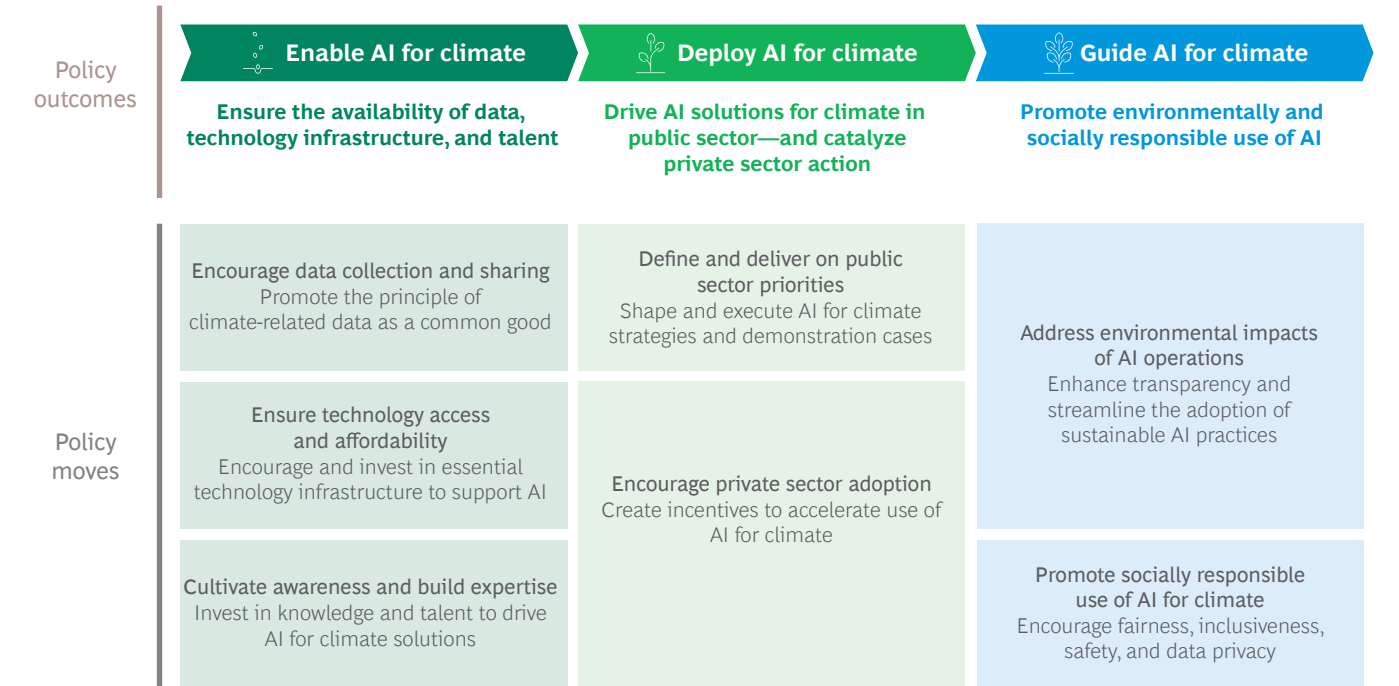 Policy
outcomes
Enable AI for climate
Ensure the availability of data,
technology infrastructure, and talent
Deploy AI for climate
Drive AI solutions for climate in
public sector—and catalyze
private sector action
Guide AI for climate
Promote environmentally and
socially responsible use of AI
Policy
moves
Encourage data collection and sharing
Promote the principle of
climate-related data as a common good
Ensure technology access
and affordability
Encourage and invest in essential
technology infrastructure to support AI
Cultivate awareness and build expertise
Invest in knowledge and talent to drive
AI for climate solutions
Define and deliver on public
sector priorities
Shape and execute AI for climate
strategies and demonstration cases
Encourage private sector adoption
Create incentives to accelerate use of
AI for climate
Address environmental impacts
of AI operations
Enhance transparency and
streamline the adoption of
sustainable AI practices
Promote socially responsible
use of AI for climate
Encourage fairness, inclusiveness,
safety, and data privacy